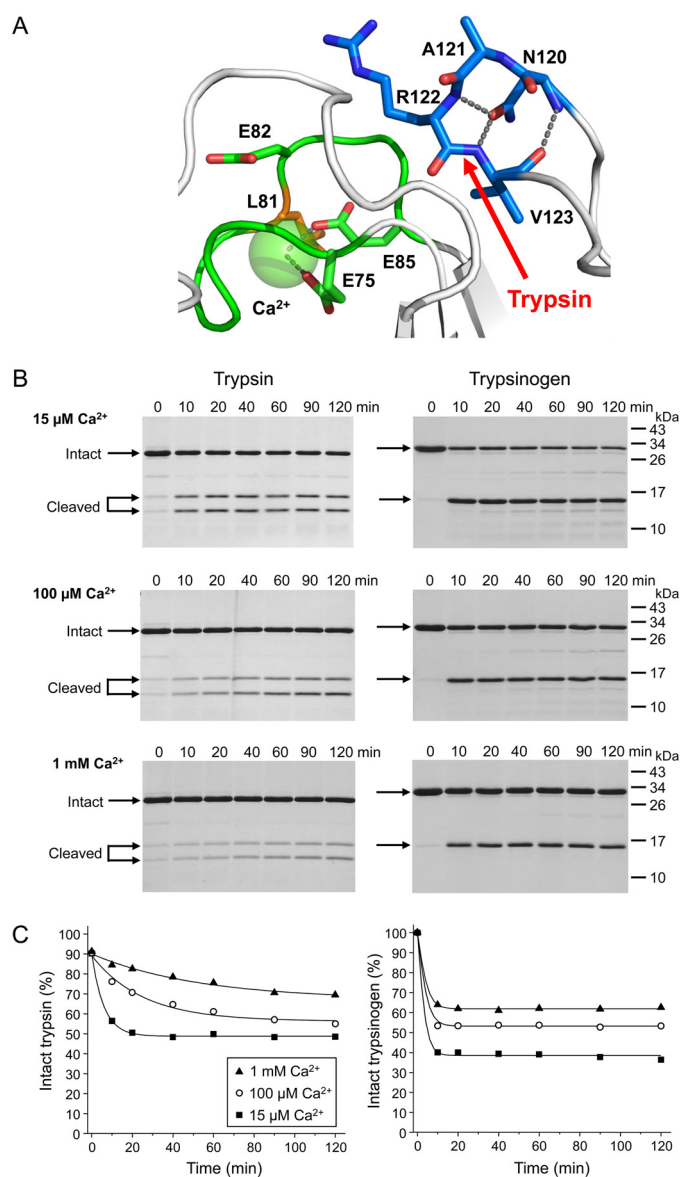 A
A121
N120
R122
E82
L81
V123
E85
E75
Ca²⁺
Trypsin
B
Trypsin
Trypsinogen
0 10 20 40 60 90 120 min
0 10 20 40 60 90 120 min
kDa
15 µM Ca²⁺
43
Intact
34
26
Cleaved
17
10
0 10 20 40 60 90 120 min
0 10 20 40 60 90 120 min
kDa
100 µM Ca²⁺
43
Intact
34
26
Cleaved
17
10
0 10 20 40 60 90 120 min
0 10 20 40 60 90 120 min
kDa
1 mM Ca²⁺
43
Intact
34
26
Cleaved
17
10
C
Intact trypsin (%)
100
90
80
70
60
50
40
30
20
10
0
1 mM Ca²⁺
100 µM Ca²⁺
15 µM Ca²⁺
0 20 40 60 80 100 120
Time (min)
Intact trypsinogen (%)
100
90
80
70
60
50
40
30
20
10
0
0 20 40 60 80 100 120
Time (min)